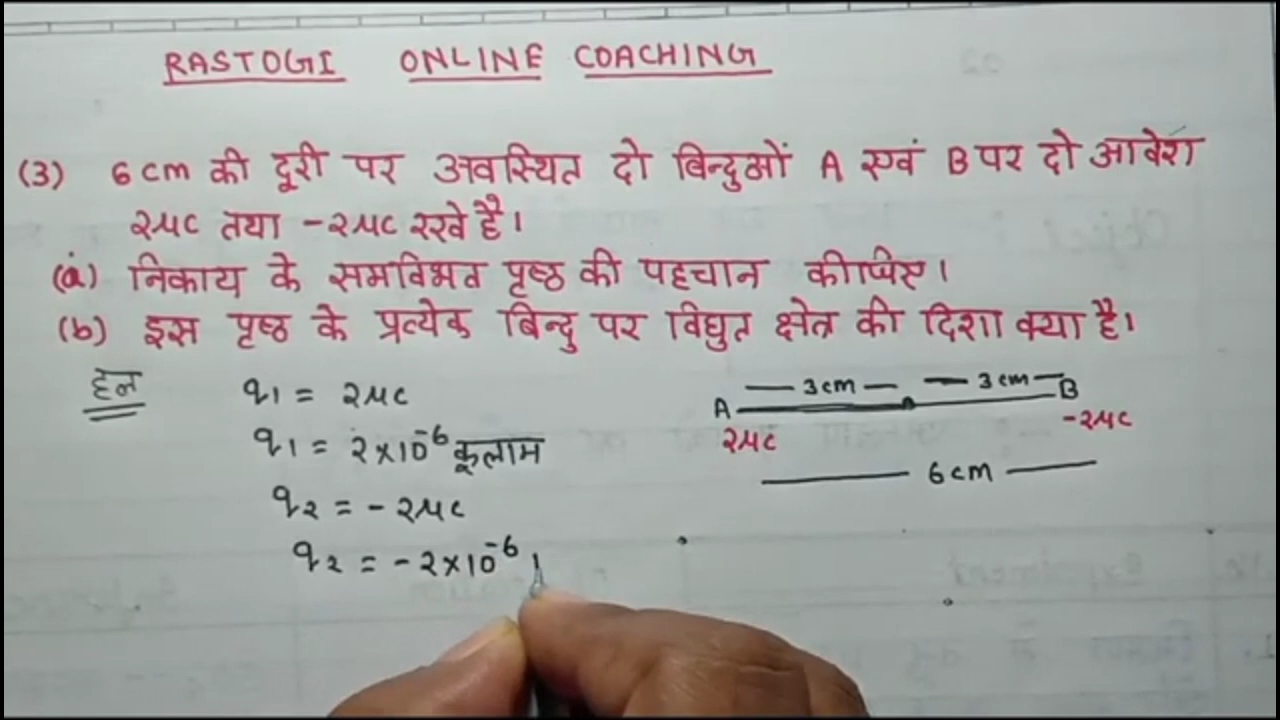 RASTOGI ONLINE COACHING
(3) 6 cm की दूरी पर अवस्थित दो बिन्दुओं A एवं B पर दो आवेश
2μC तथा -2μC रखे है।
(a) निकाय के समविभव पृष्ठ की पहचान कीजिए।
(b) इस पृष्ठ के प्रत्येक बिन्दु पर विद्युत क्षेत्र की दिशा क्या है।
हल
q1 = 2μC
q1 = 2×10^-6 कूलाम
q2 = -2μC
q2 = -2×10^-6
3cm 3cm
A B
2μC -2μC
6cm